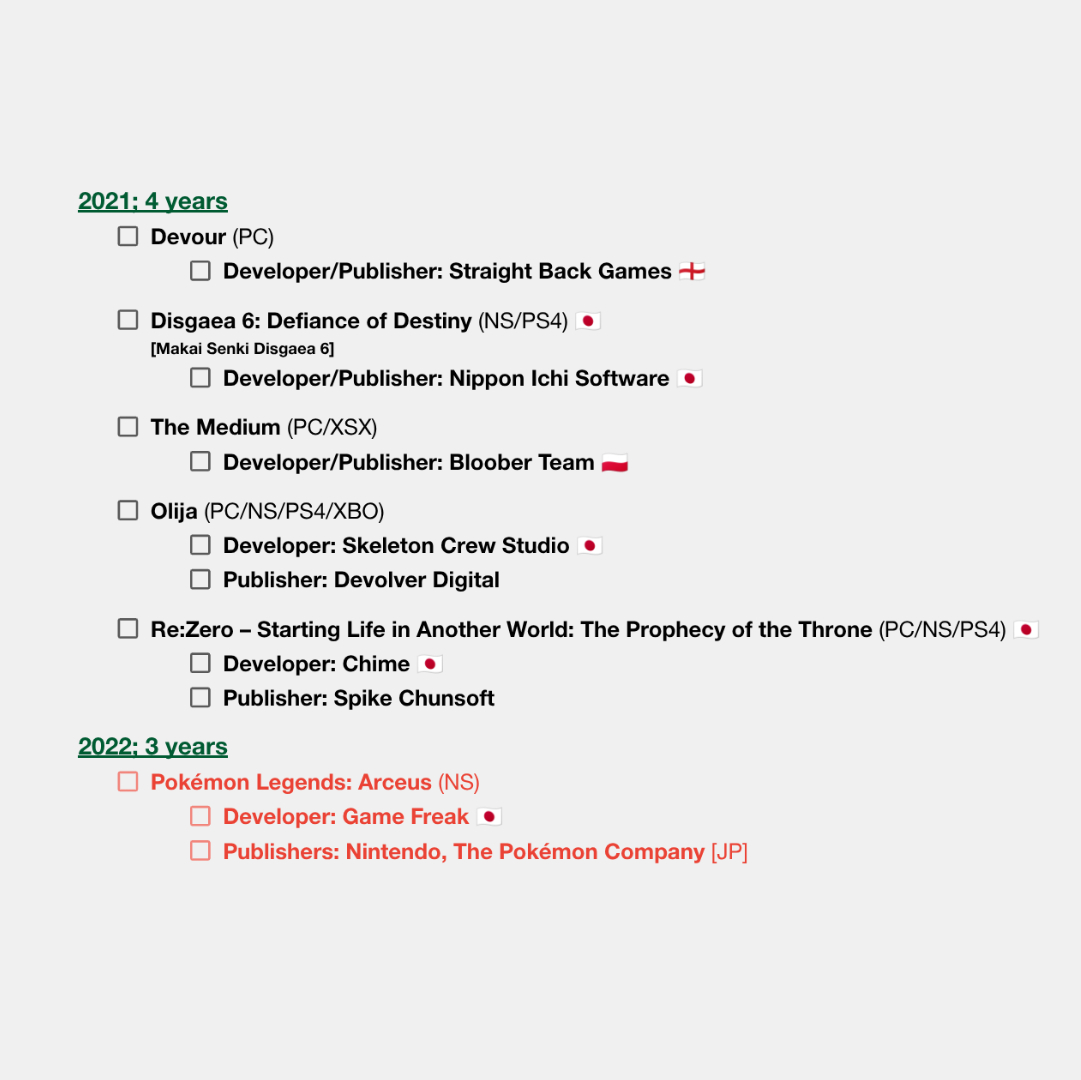 2021; 4 years
Devour (PC)
Developer/Publisher: Straight Back Games 🏴󠁧󠁢󠁥󠁮󠁧󠁿
Disgaea 6: Defiance of Destiny (NS/PS4) 🇯🇵
[Makai Senki Disgaea 6]
Developer/Publisher: Nippon Ichi Software 🇯🇵
The Medium (PC/XSX)
Developer/Publisher: Bloober Team 🇵🇱
Olija (PC/NS/PS4/XBO)
Developer: Skeleton Crew Studio 🇯🇵
Publisher: Devolver Digital
Re:Zero – Starting Life in Another World: The Prophecy of the Throne (PC/NS/PS4) 🇯🇵
Developer: Chime 🇯🇵
Publisher: Spike Chunsoft
2022; 3 years
Pokémon Legends: Arceus (NS)
Developer: Game Freak 🇯🇵
Publishers: Nintendo, The Pokémon Company [JP]